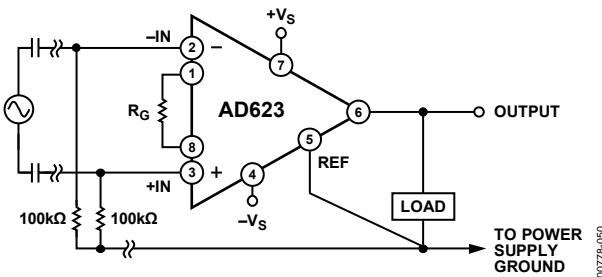 +VS
–IN
2
–
7
1
RG
AD623
6
OUTPUT
5
8
REF
3
+
4
+IN
100kΩ
100kΩ
–VS
LOAD
TO POWER
SUPPLY
GROUND
00778-050